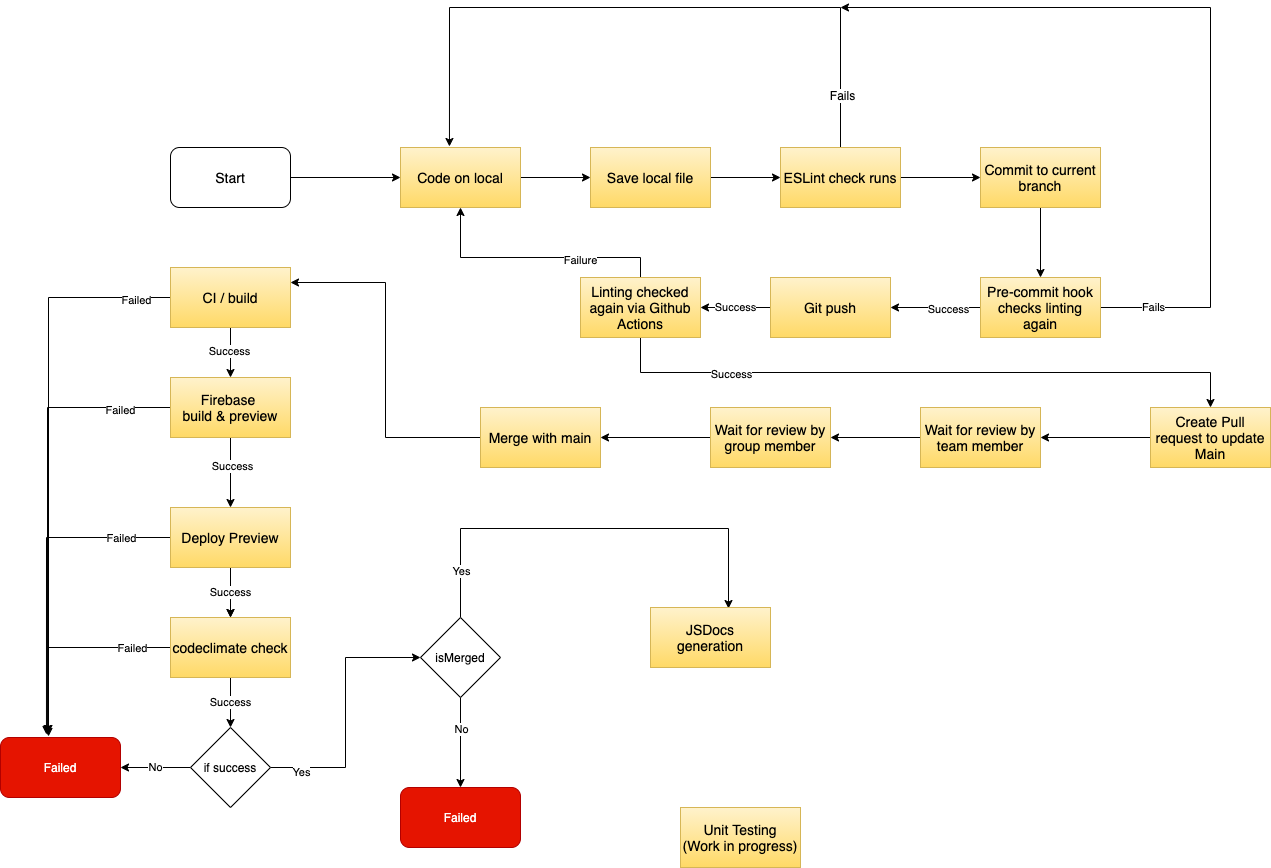 Fails
Start
Code on local
Save local file
ESLint check runs
Commit to current
branch
Failure
CI / build
Failed
Linting checked
again via Github
Actions
Success
Git push
Success
Pre-commit hook
checks linting
again
Fails
Success
Success
Firebase
build & preview
Failed
Merge with main
Wait for review by
group member
Wait for review by
team member
Create Pull
request to update
Main
Success
Deploy Preview
Failed
Yes
Success
codeclimate check
Failed
isMerged
JSDocs
generation
Success
No
Failed
No
if success
Yes
Failed
Unit Testing
(Work in progress)